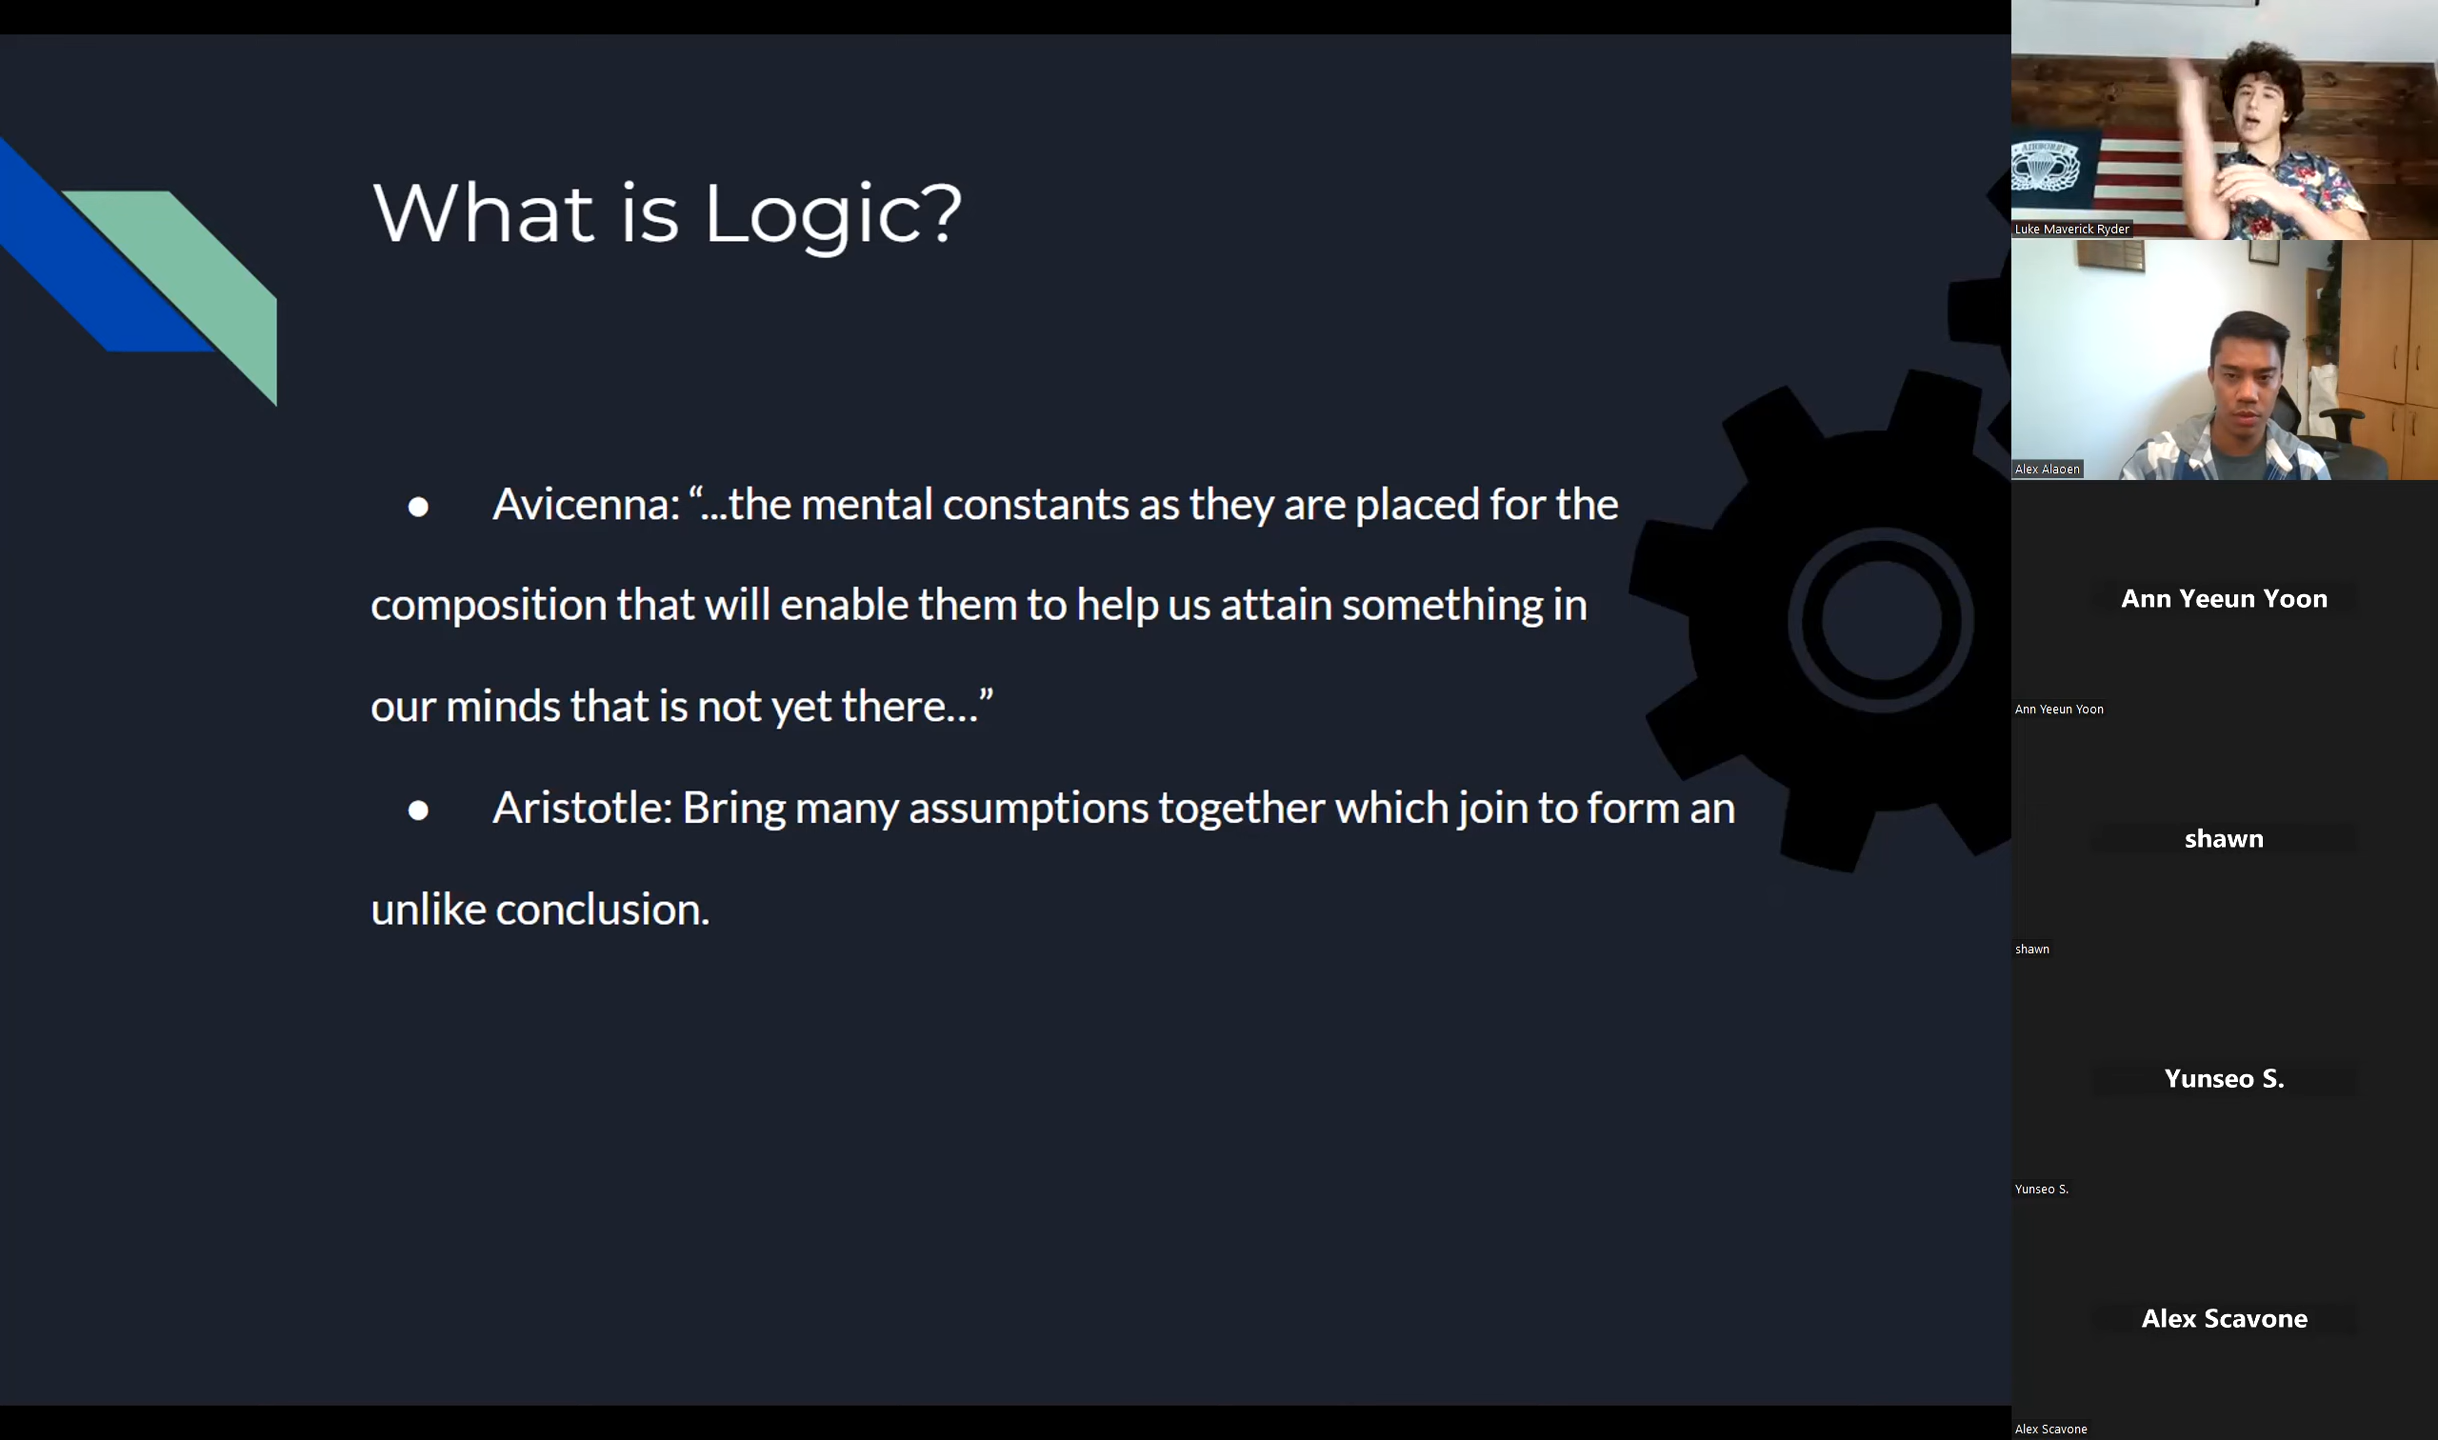 What is Logic?
● Avicenna: “...the mental constants as they are placed for the
composition that will enable them to help us attain something in
our minds that is not yet there...”
● Aristotle: Bring many assumptions together which join to form an
unlike conclusion.
AIRBORNE
Luke Maverick Ryder
Alex Alaoen
Ann Yeeun Yoon
Ann Yeeun Yoon
shawn
shawn
Yunseo S.
Yunseo S.
Alex Scavone
Alex Scavone